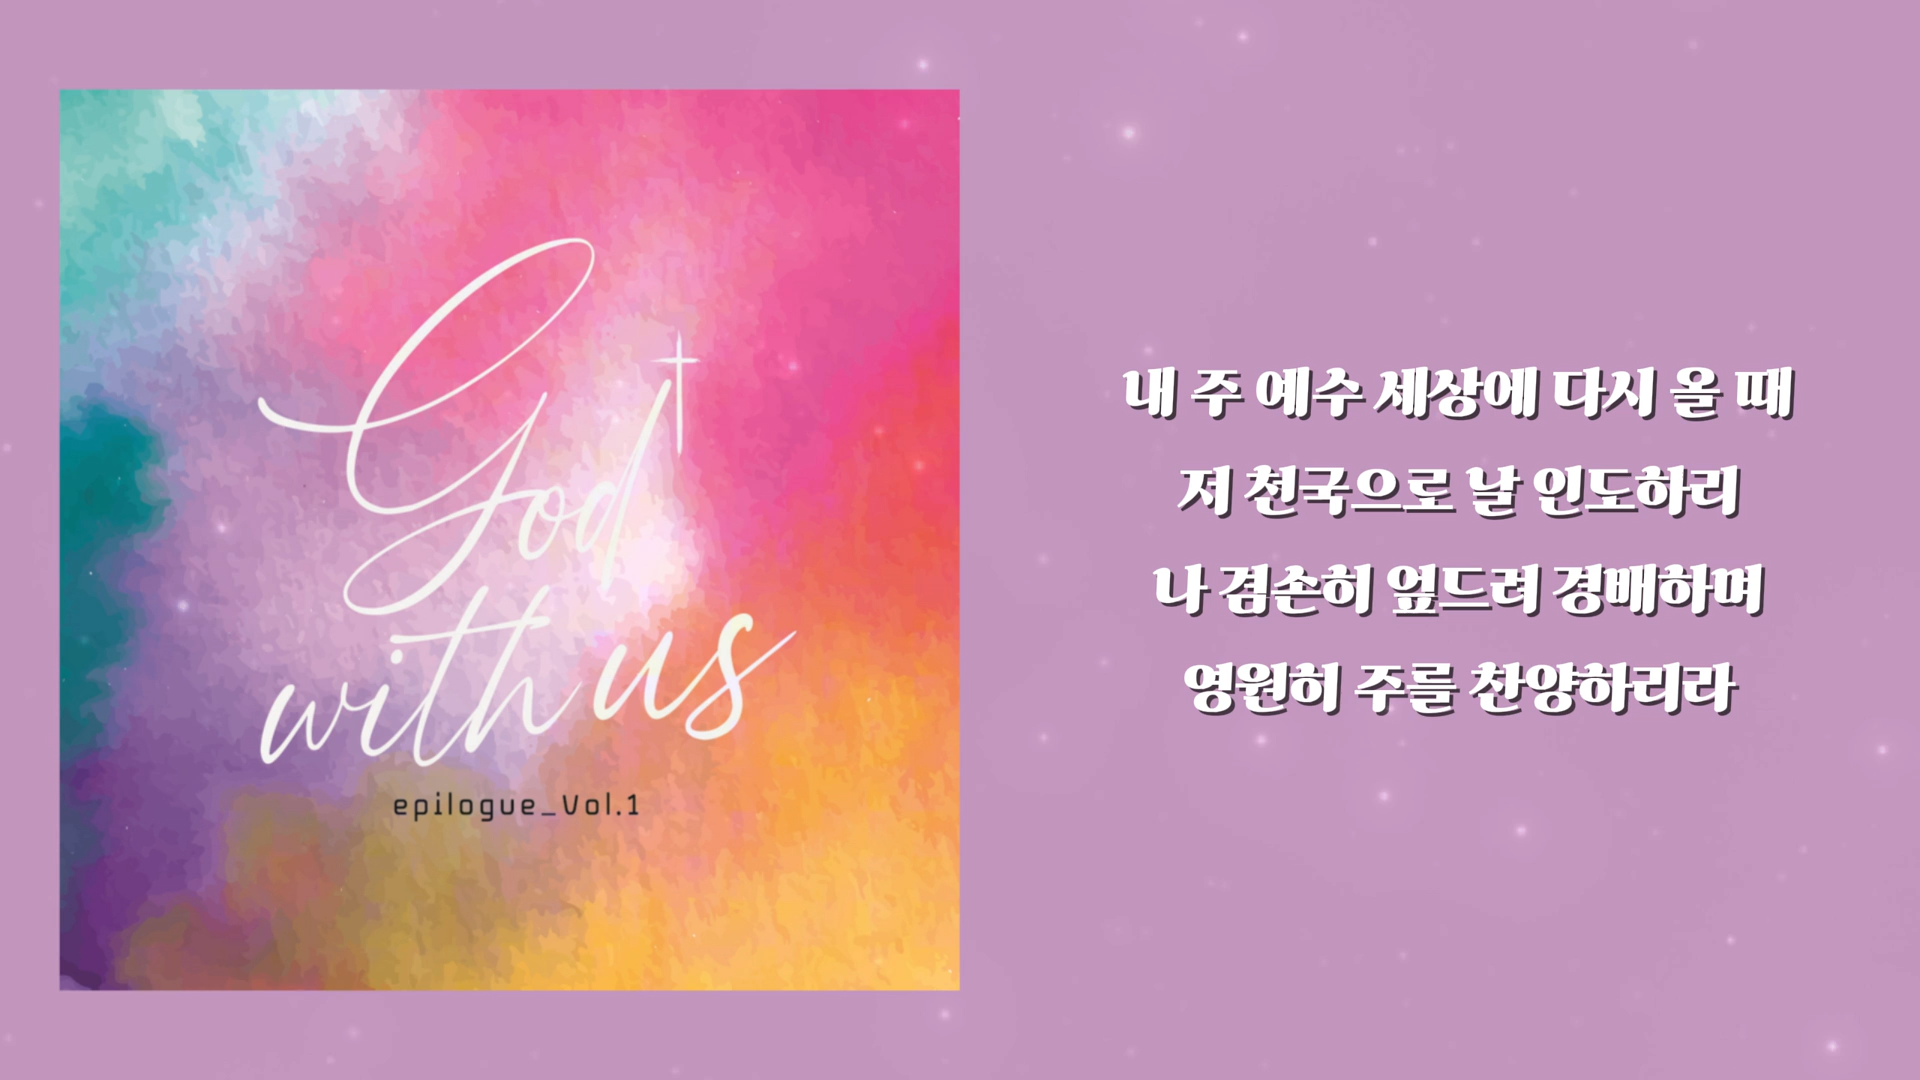 God
with us
epilogue_Vol.1
내 주 예수 세상에 다시 올 때
저 천국으로 날 인도하리
나 겸손히 엎드려 경배하며
영원히 주를 찬양하리라